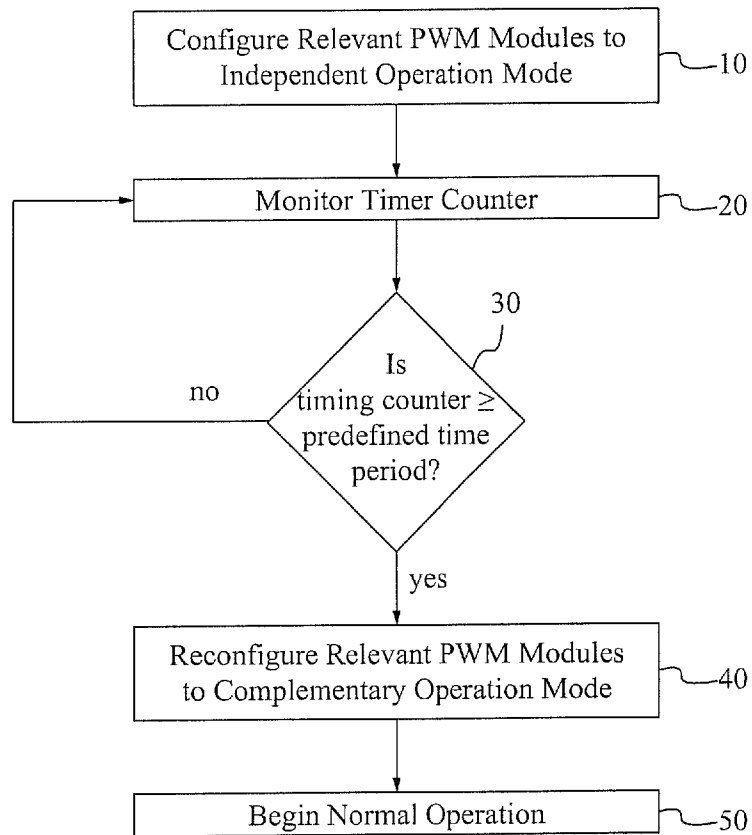 Configure Relevant PWM Modules to
Independent Operation Mode
10
Monitor Timer Counter
20
30
Is
timing counter ≥
predefined time
period?
no
yes
Reconfigure Relevant PWM Modules
to Complementary Operation Mode
40
Begin Normal Operation
50